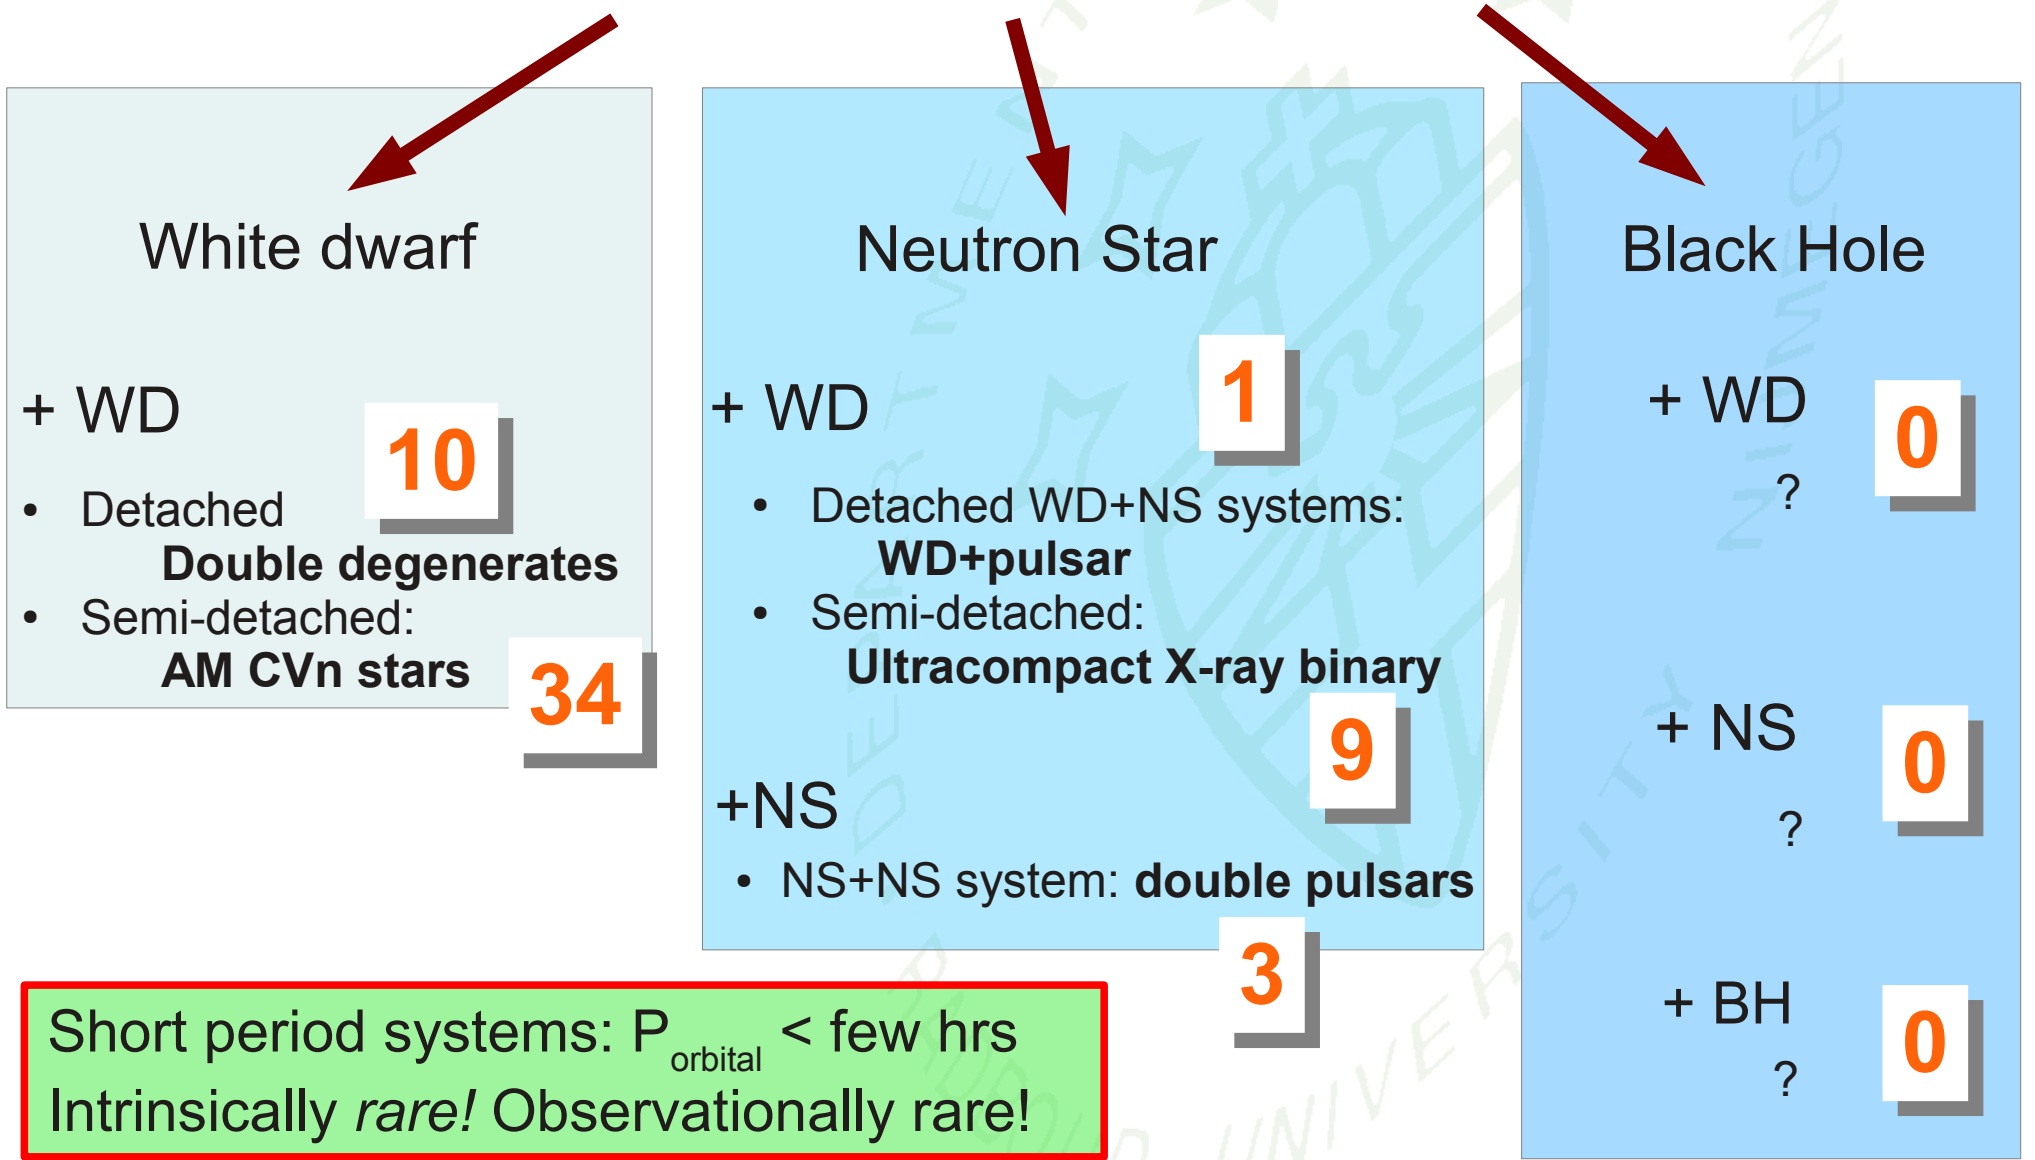 White dwarf
+ WD
10
• Detached
Double degenerates
• Semi-detached:
AM CVn stars
34
Neutron Star
1
+ WD
• Detached WD+NS systems:
WD+pulsar
• Semi-detached:
Ultracompact X-ray binary
9
+NS
• NS+NS system: double pulsars
3
Black Hole
+ WD
0
?
+ NS
0
?
+ BH
0
?
Short period systems: P orbital < few hrs
Intrinsically rare! Observationally rare!